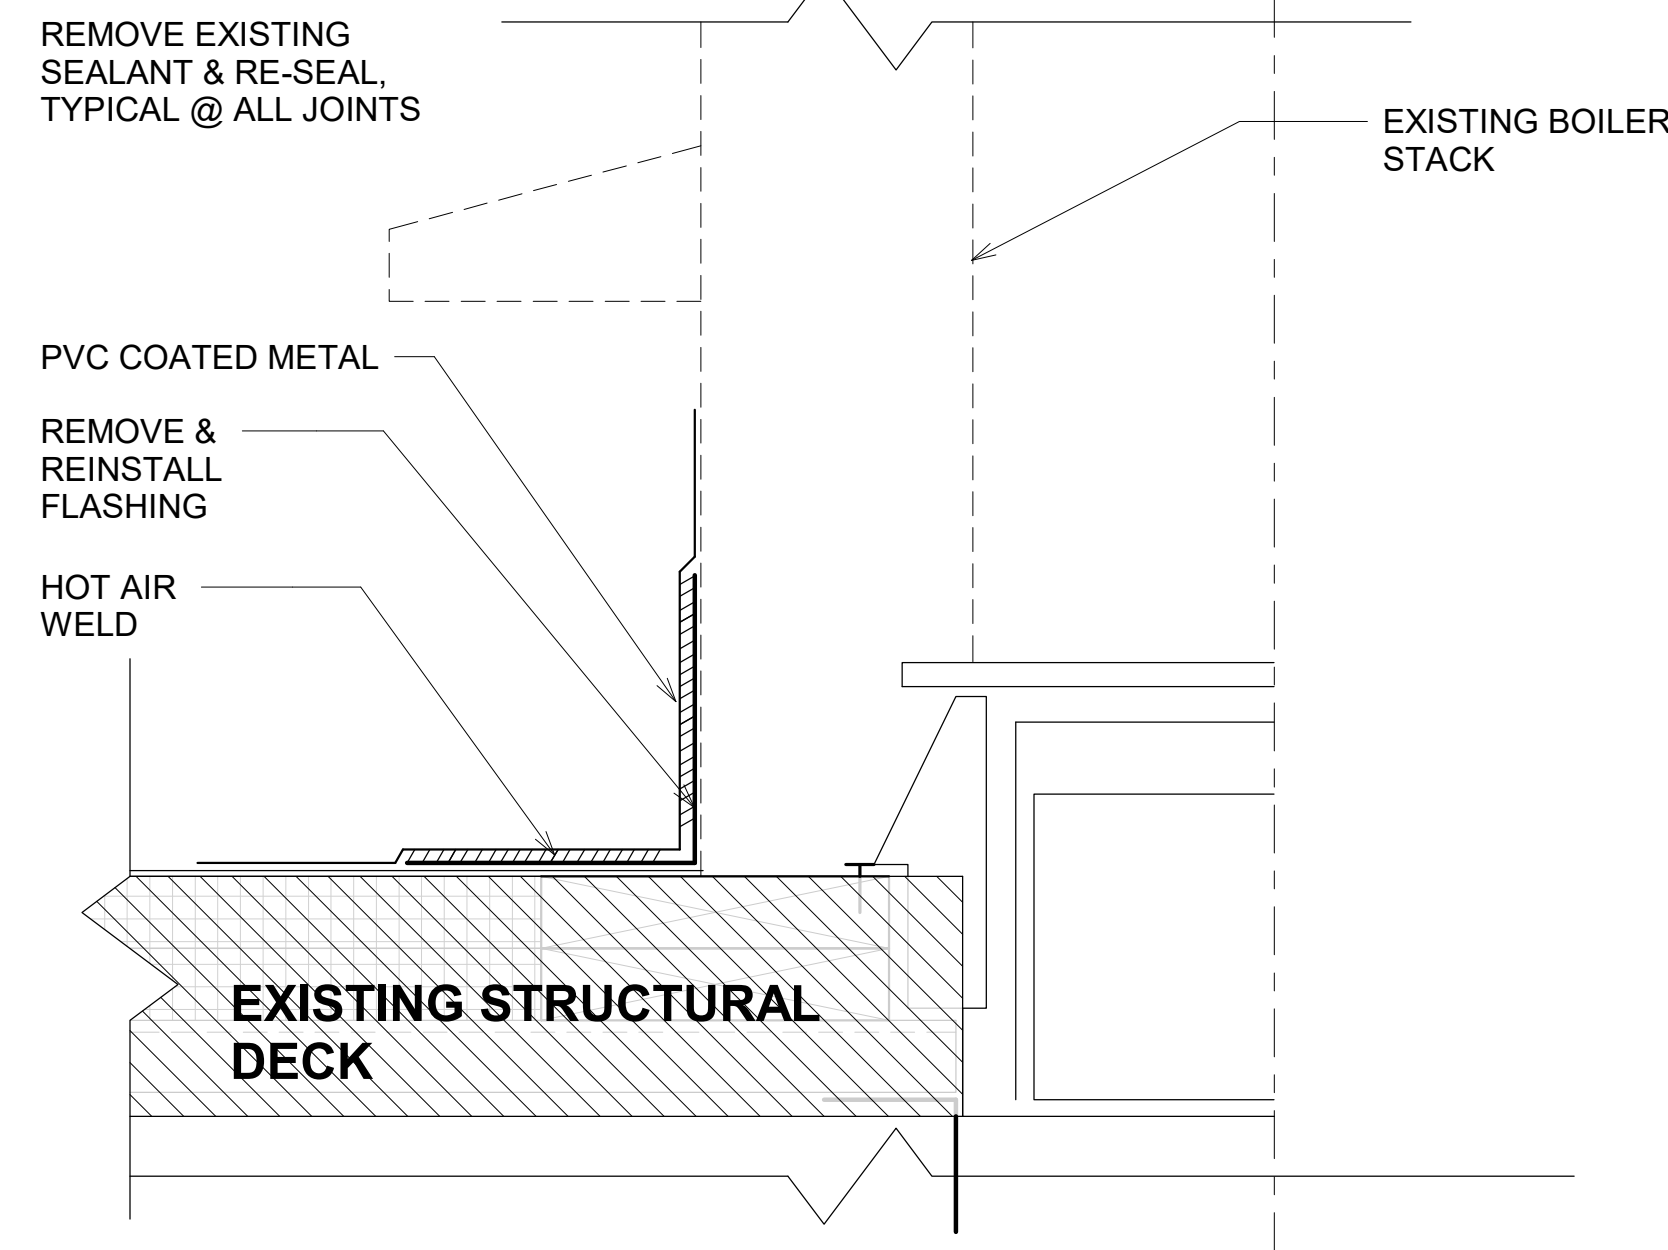 REMOVE EXISTING
SEALANT & RE-SEAL,
TYPICAL @ ALL JOINTS
EXISTING BOILER
STACK
PVC COATED METAL
REMOVE &
REINSTALL
FLASHING
HOT AIR
WELD
EXISTING STRUCTURAL
DECK